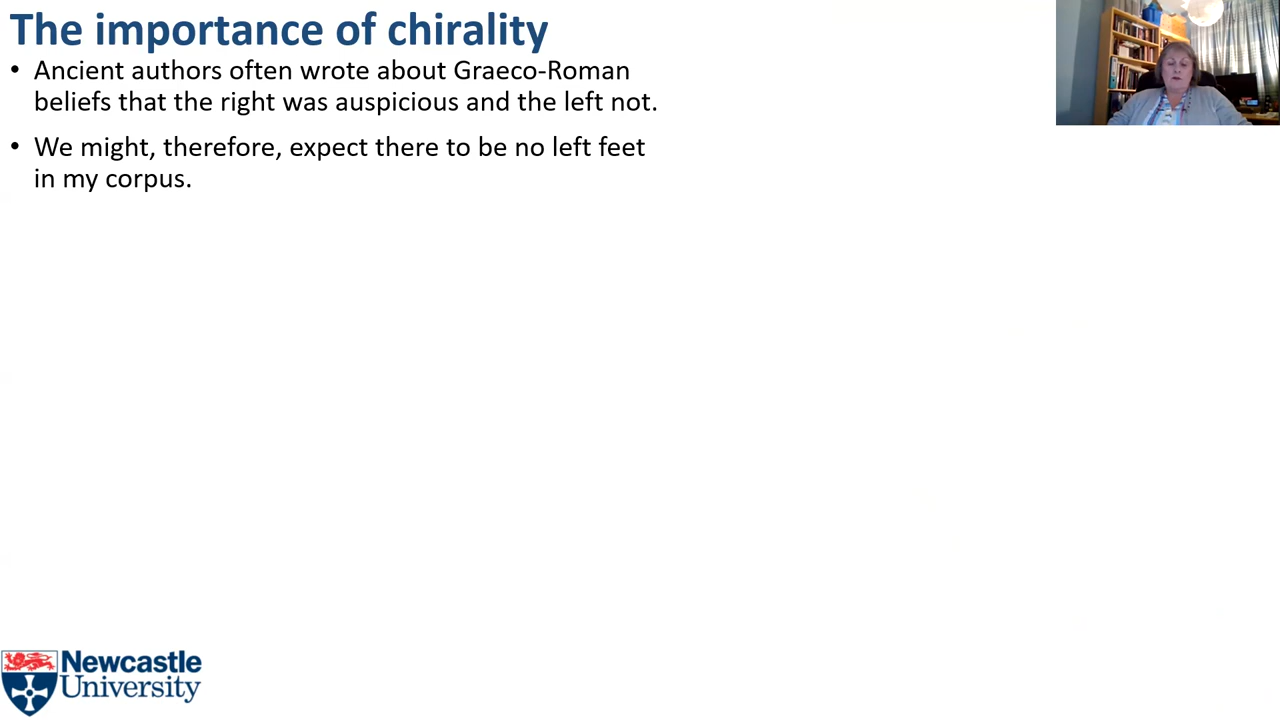 The importance of chirality
• Ancient authors often wrote about Graeco-Roman
beliefs that the right was auspicious and the left not.
• We might, therefore, expect there to be no left feet
in my corpus.
Newcastle
University